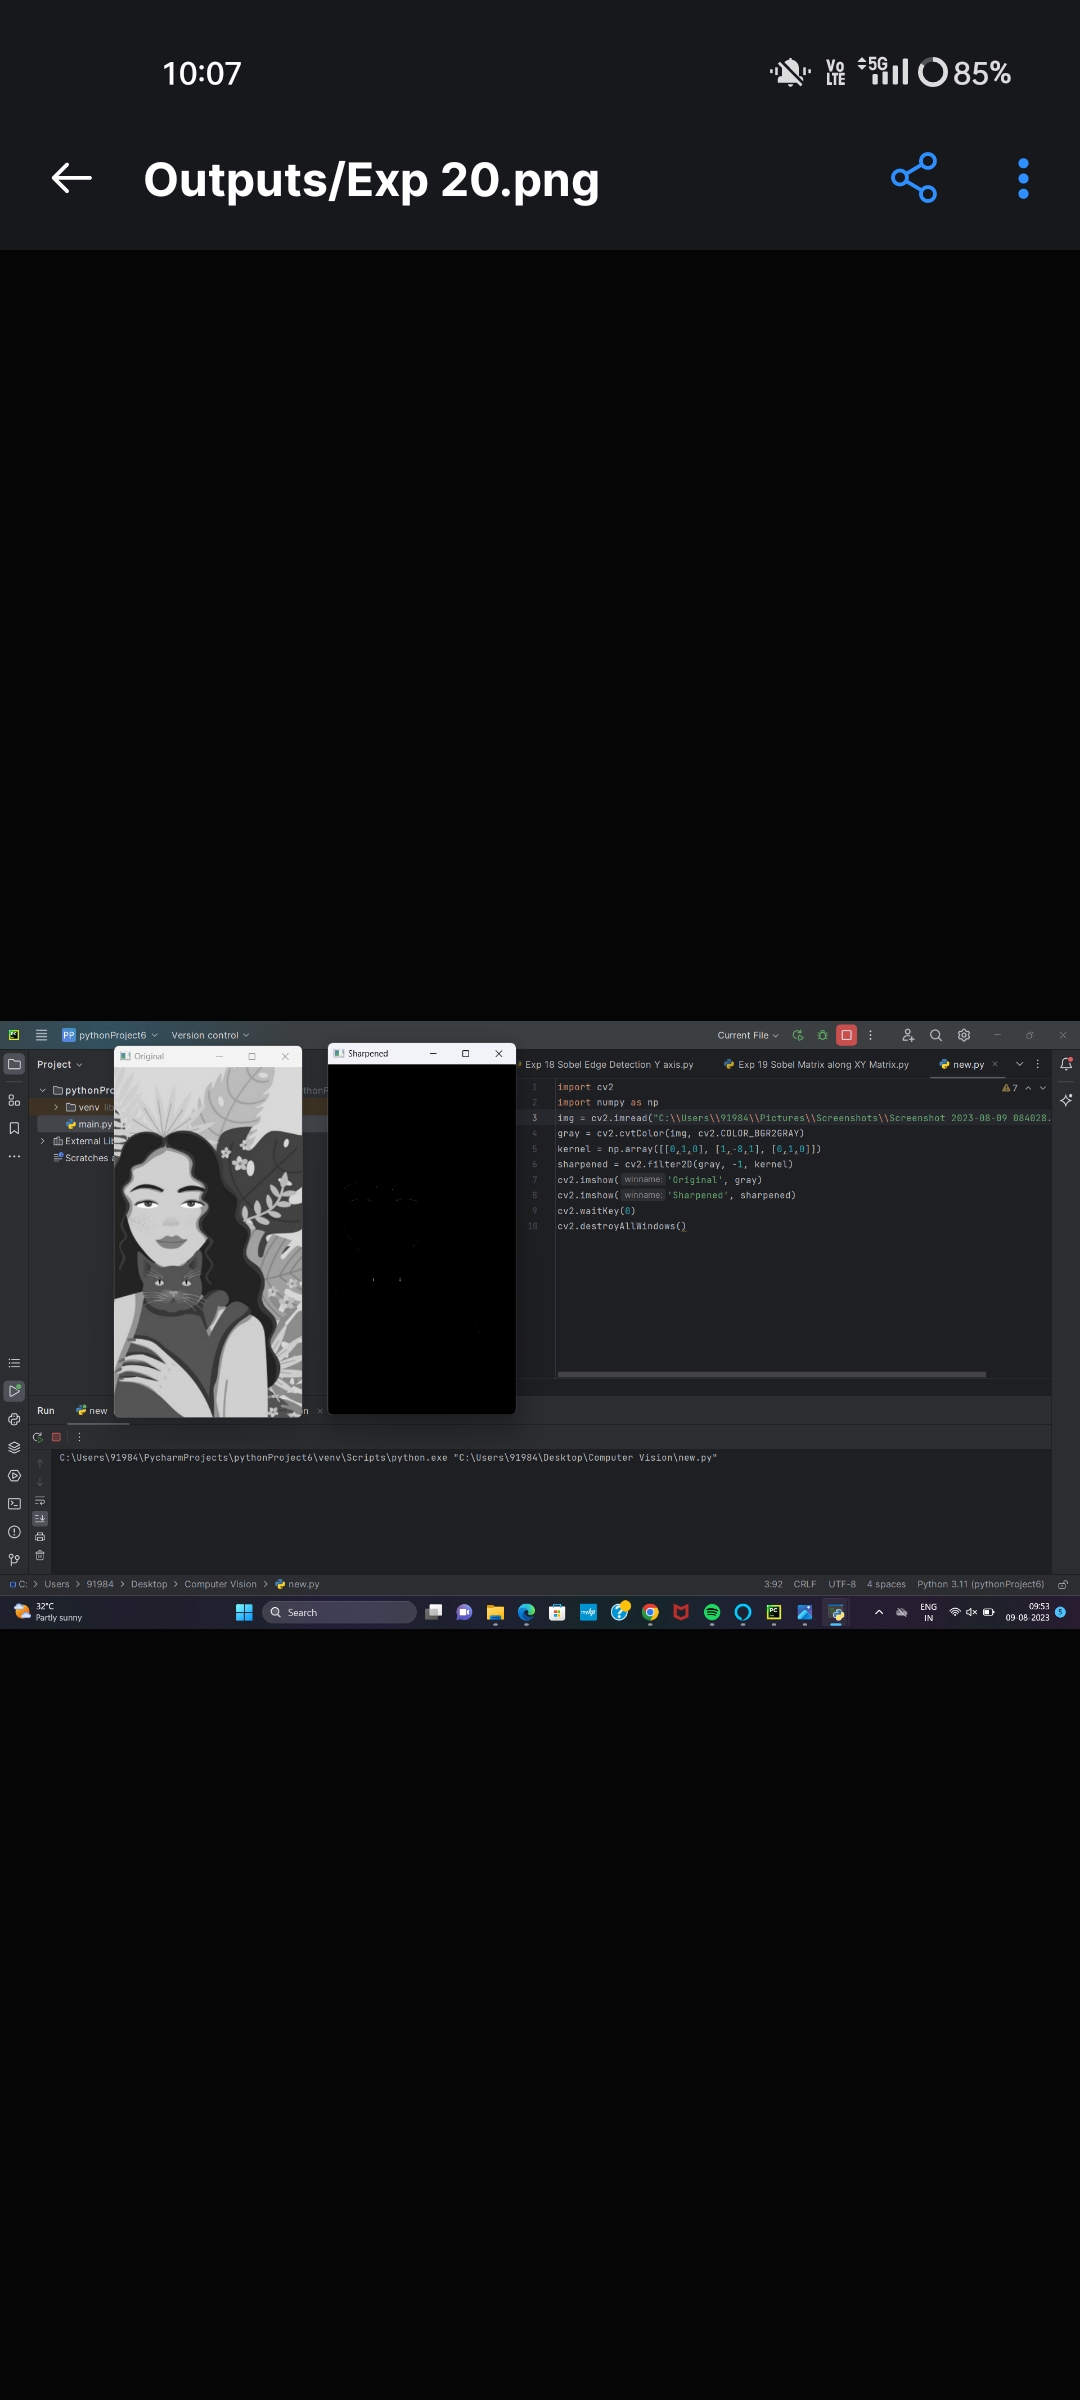 10:07
Vo LTE
5G
85%
Outputs/Exp 20.png
PP pythonProject6
Version control
Current File
Project
Original
Sharpened
Exp 18 Sobel Edge Detection Y axis.py
Exp 19 Sobel Matrix along XY Matrix.py
new.py
pythonPro
venv
main.py
External Lib
Scratches
7
1 import cv2
2 import numpy as np
3 img = cv2.imread("C:\\Users\\91984\\Pictures\\Screenshots\\Screenshot 2023-08-09 084028.
4 gray = cv2.cvtColor(img, cv2.COLOR_BGR2GRAY)
5 kernel = np.array([[0,1,0], [1,-8,1], [0,1,0]])
6 sharpened = cv2.filter2D(gray, -1, kernel)
7 cv2.imshow( winname: 'Original', gray)
8 cv2.imshow( winname: 'Sharpened', sharpened)
9 cv2.waitKey(0)
10 cv2.destroyAllWindows()
Run
new
C:\Users\91984\PycharmProjects\pythonProject6\venv\Scripts\python.exe "C:\Users\91984\Desktop\Computer Vision\new.py"
C: > Users > 91984 > Desktop > Computer Vision > new.py
3:92 CRLF UTF-8 4 spaces Python 3.11 (pythonProject6)
32°C
Partly sunny
Search
ENG
IN
09:53
09-08-2023
5